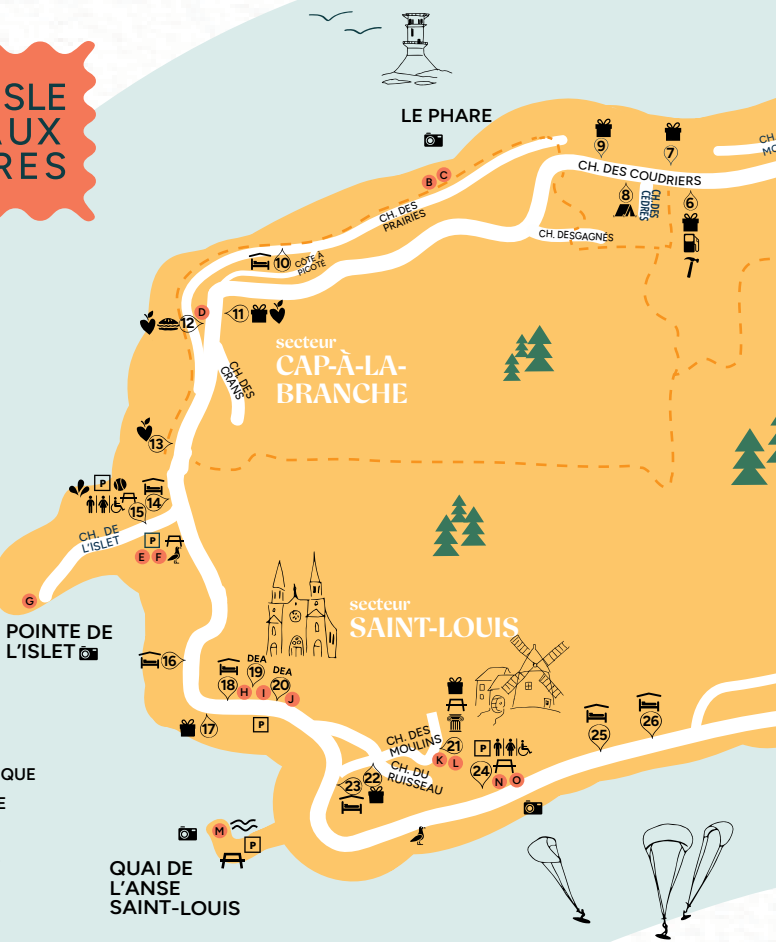 SLE
AUX
RES
LE PHARE
B
C
9
7
CH. DES COUDRIERS
8
CH. DES
CÈDRES
6
CH. DES
PRAIRIES
CH. DESGAGNÉS
10
CÔTE À
PICOTÉ
D
12
11
secteur
CAP-À-LA-
BRANCHE
CH. DES
CRANS
13
P
14
15
CH. DE
L'ISLET
P
E
F
G
POINTE DE
L'ISLET
secteur
SAINT-LOUIS
16
DEA
19
DEA
20
18
H
I
J
17
P
CH. DES
MOULINS
21
K
L
CH. DU
RUISSEAU
22
23
P
24
N
O
25
26
QUE
E
M
P
QUAI DE
L'ANSE
SAINT-LOUIS